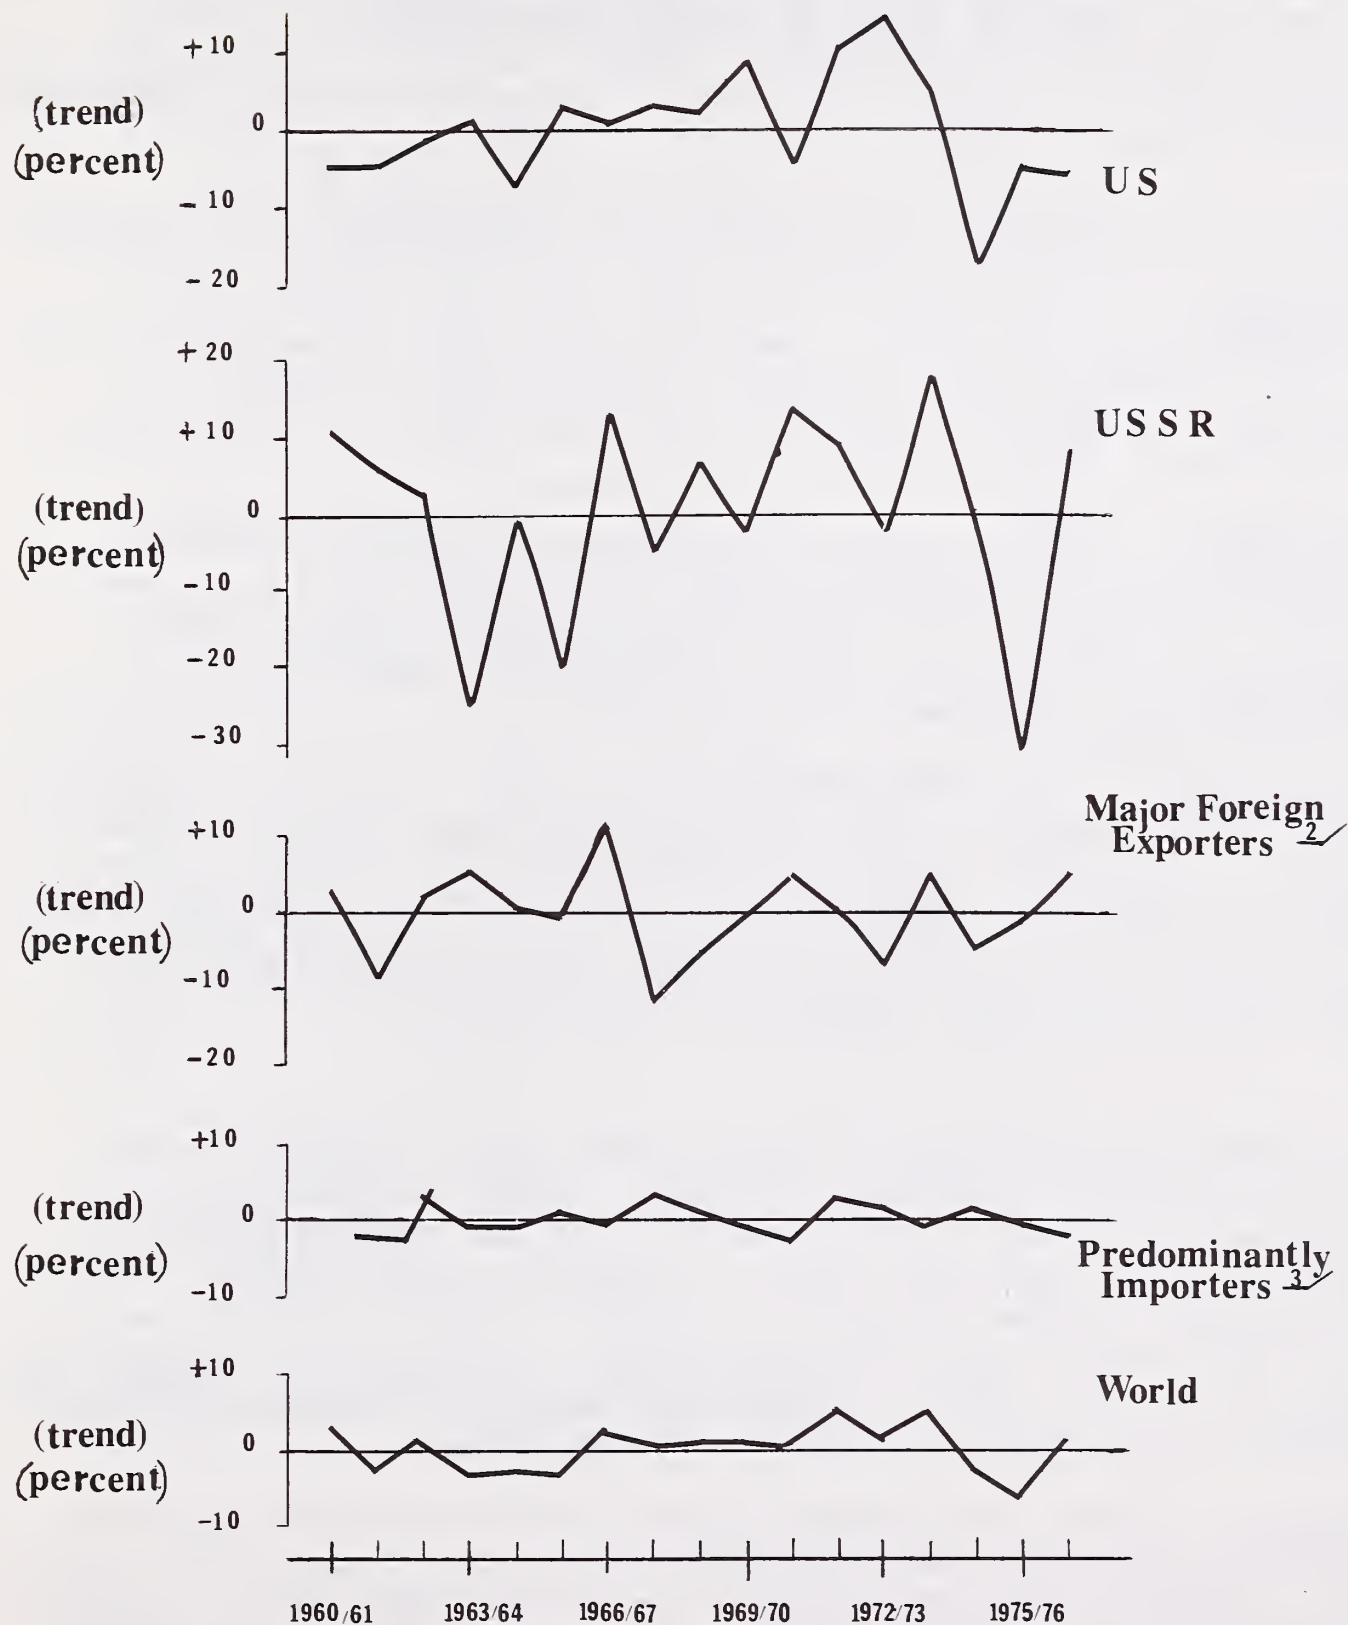 +10
(trend)
0
(percent)
US
-10
-20
+20
+10
USSR
(trend)
0
(percent)
-10
-20
-30
Major Foreign
Exporters 2/
+10
(trend)
0
(percent)
-10
-20
+10
(trend)
0
(percent)
Predominantly
Importers 3/
-10
+10
World
(trend)
0
(percent)
-10
1960/61 1963/64 1966/67 1969/70 1972/73 1975/76